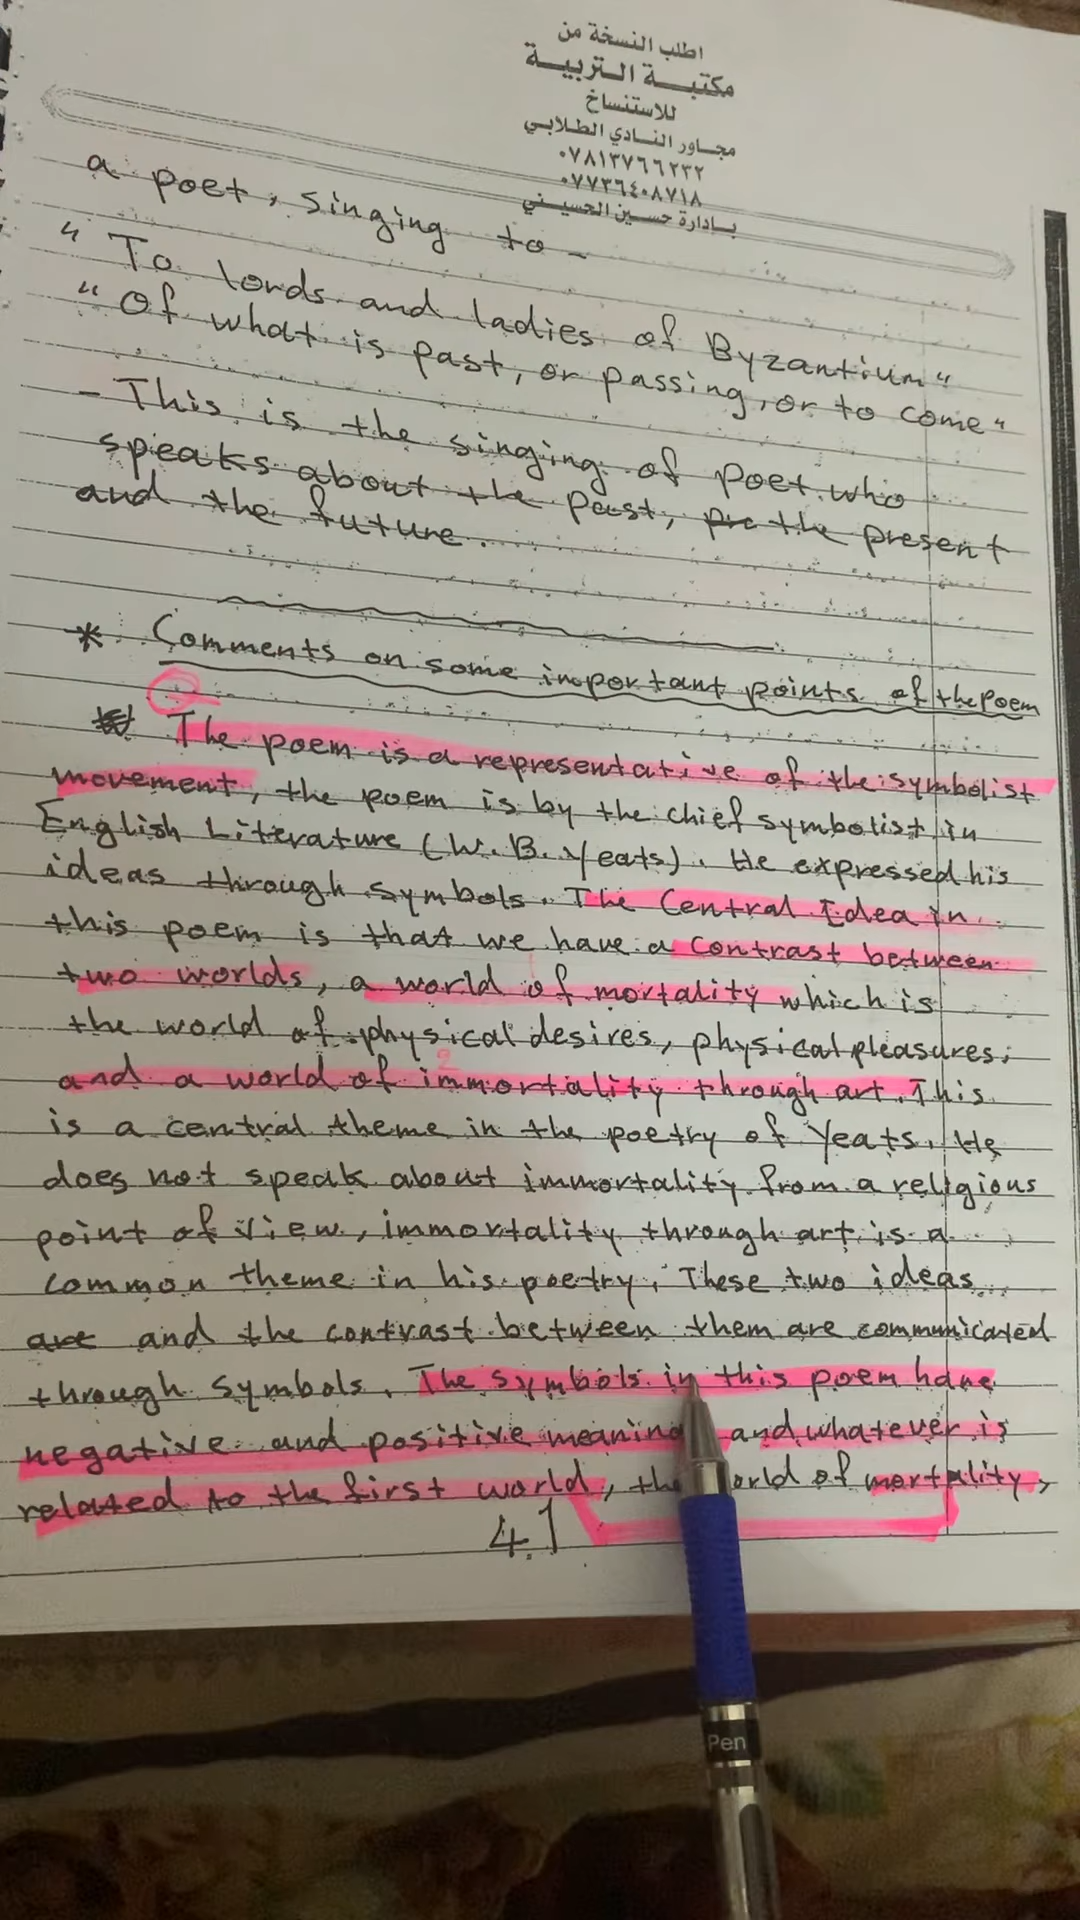 اطلب النسخة من
مكتبـة التربيـة
للاستنساخ
مجـاور النـادي الطـلابي
٠٧٨١٣٧٦٦٢٣٢
٠٧٧٣٦٤٠٨٧١٨
بـادارة حسـين الحسـيني
a poet, singing to -
" To lords and ladies of Byzantium "
" Of what is past, or passing, or to come "
- This is the singing of poet who
speaks about the past, the present
and the future.
* Comments on some important points of the poem
The poem is a representative of the symbolist
movement, the poem is by the chief symbolist in
English Literature (W. B. Yeats). He expressed his
ideas through symbols. The Central Idea in
this poem is that we have a contrast between
two worlds, a world of mortality which is
the world of physical desires, physical pleasures,
and a world of immortality through art. This
is a central theme in the poetry of Yeats. He
does not speak about immortality from a religious
point of view, immortality through art is a
common theme in his poetry. These two ideas
are and the contrast between them are communicated
through symbols. The symbols in this poem have
negative and positive meaning and whatever is
related to the first world, the world of mortality,
41
Pen